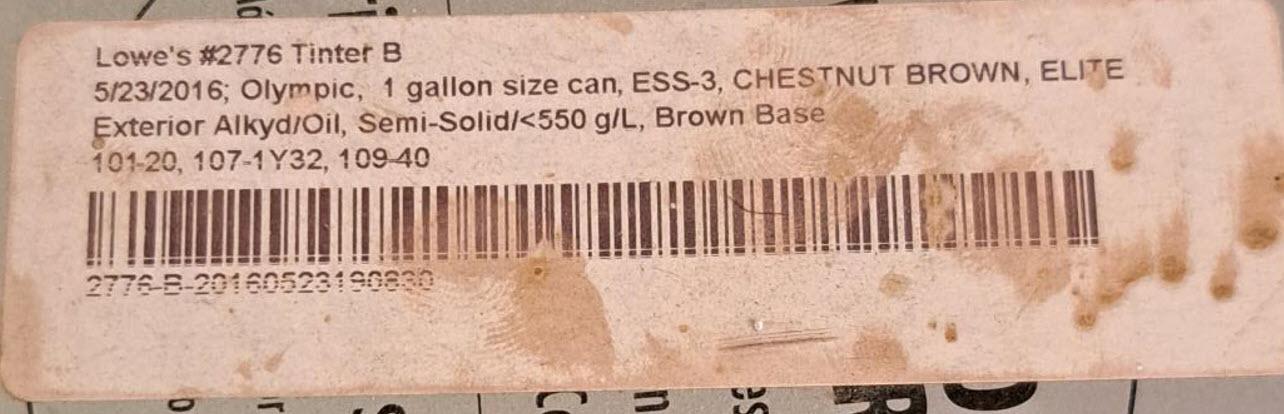 Lowe's #2776 Tinter B
5/23/2016; Olympic, 1 gallon size can, ESS-3, CHESTNUT BROWN, ELITE
Exterior Alkyd/Oil, Semi-Solid/<550 g/L, Brown Base
101-20, 107-1Y32, 109-40
2776-B-20160523190830